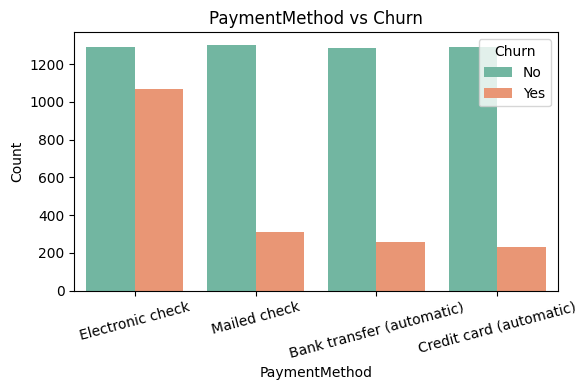 PaymentMethod vs Churn
Churn
No
Yes
Count
1200
1000
800
600
400
200
0
Electronic check
Mailed check
Bank transfer (automatic)
Credit card (automatic)
PaymentMethod